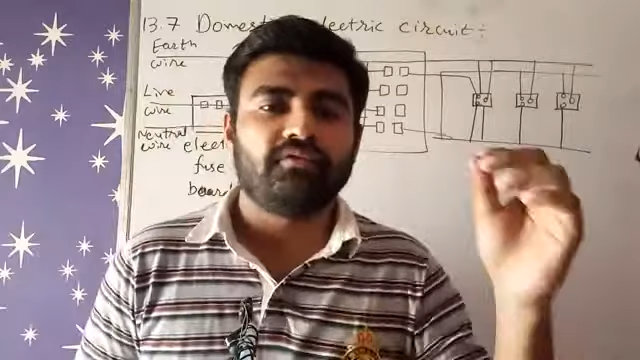 13.7 Domest electric circuit :-
Earth
wire
Live
wire
Neutral
wire elect
fuse
board